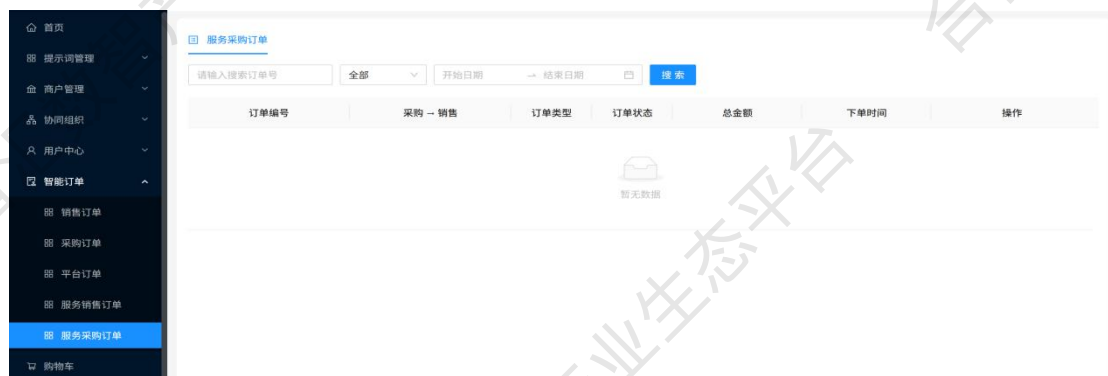 首页
提示词管理
商户管理
协同组织
用户中心
智能订单
销售订单
采购订单
平台订单
服务销售订单
服务采购订单
购物车
服务采购订单
请输入搜索订单号 全部 开始日期 → 结束日期 搜索
订单编号 采购 → 销售 订单类型 订单状态 总金额 下单时间 操作
暂无数据
业生态平台